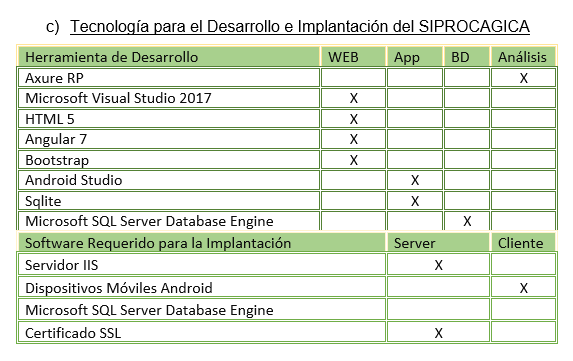 c) Tecnología para el Desarrollo e Implantación del SIPROCAGICA
Herramienta de Desarrollo WEB App BD Análisis
Axure RP X
Microsoft Visual Studio 2017 X
HTML 5 X
Angular 7 X
Bootstrap X
Android Studio X
Sqlite X
Microsoft SQL Server Database Engine X
Software Requerido para la Implantación Server Cliente
Servidor IIS X
Dispositivos Móviles Android X
Microsoft SQL Server Database Engine
Certificado SSL X